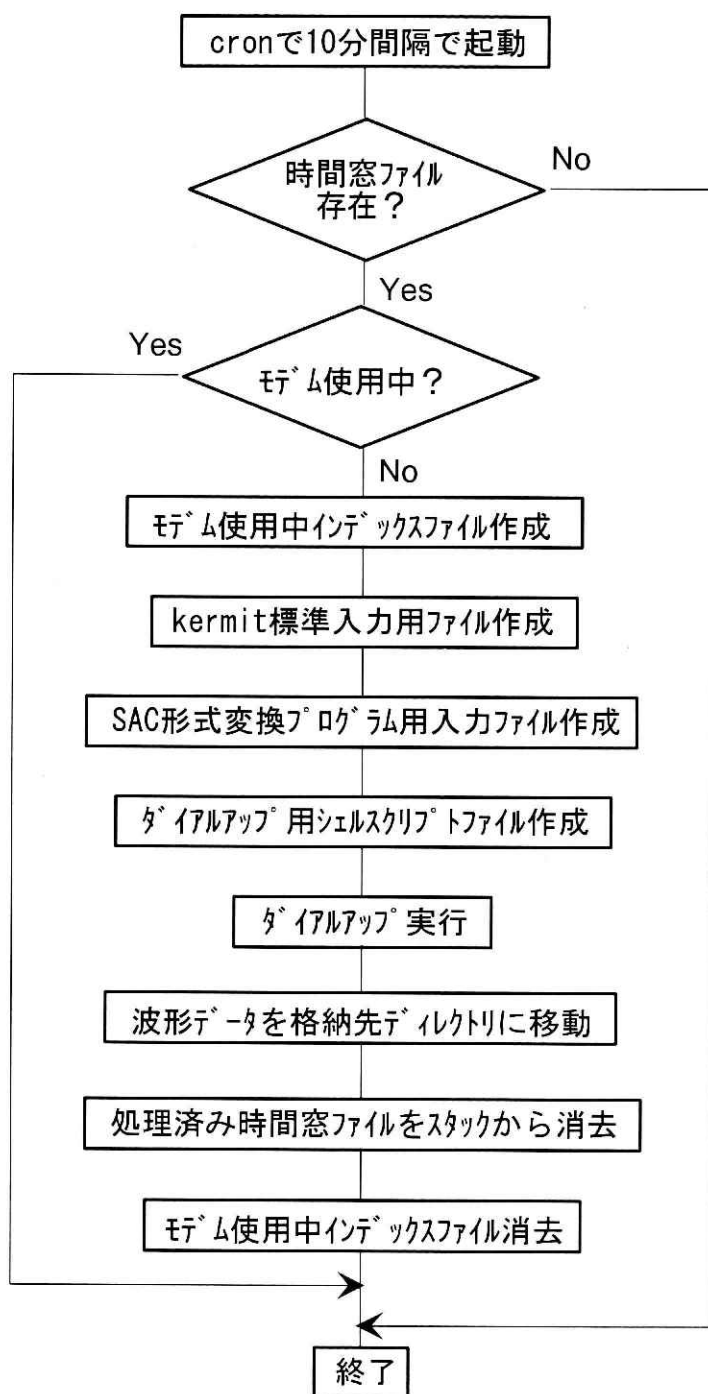 cronで10分間隔で起動
時間窓ﾌｧｲﾙ
存在？
No
Yes
Yes
ﾓﾃﾞﾑ使用中？
No
ﾓﾃﾞﾑ使用中ｲﾝﾃﾞｯｸｽﾌｧｲﾙ作成
kermit標準入力用ﾌｧｲﾙ作成
SAC形式変換ﾌﾟﾛｸﾞﾗﾑ用入力ﾌｧｲﾙ作成
ﾀﾞｲｱﾙｱｯﾌﾟ用ｼｪﾙｽｸﾘﾌﾟﾄﾌｧｲﾙ作成
ﾀﾞｲｱﾙｱｯﾌﾟ実行
波形ﾃﾞｰﾀを格納先ﾃﾞｨﾚｸﾄﾘに移動
処理済み時間窓ﾌｧｲﾙをｽﾀｯｸから消去
ﾓﾃﾞﾑ使用中ｲﾝﾃﾞｯｸｽﾌｧｲﾙ消去
終了